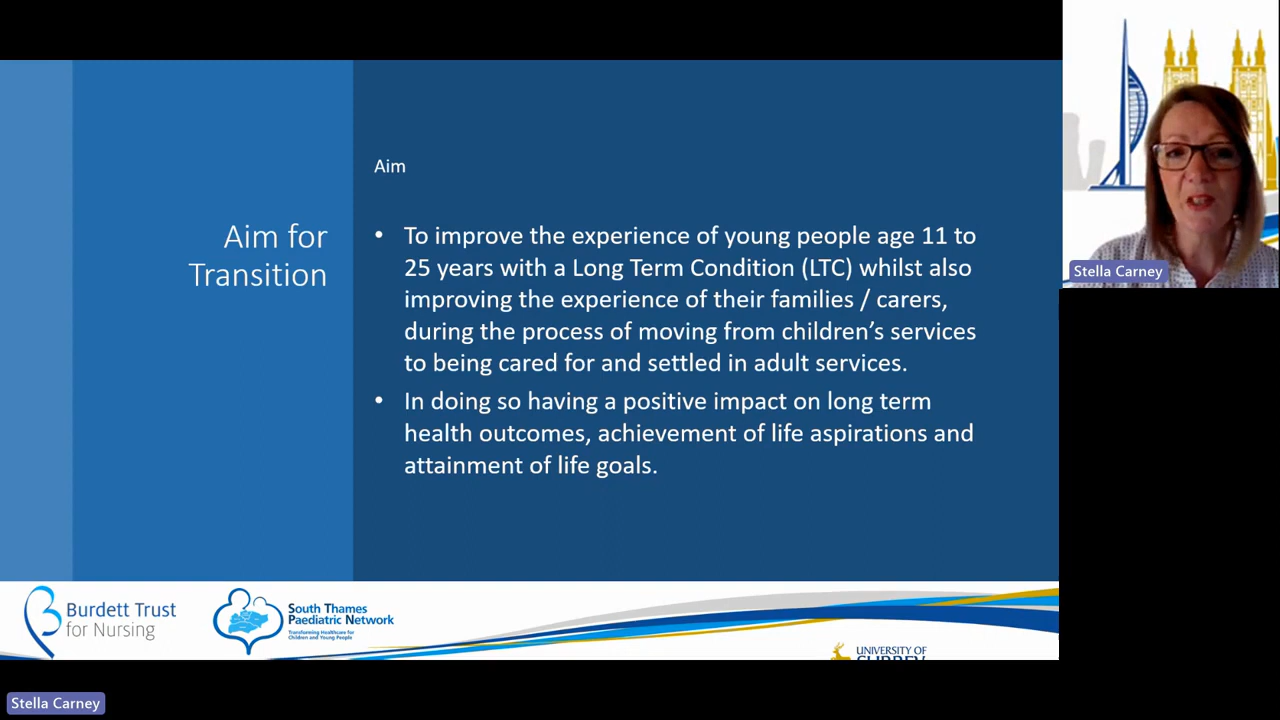 Aim for
Transition
Aim
• To improve the experience of young people age 11 to
25 years with a Long Term Condition (LTC) whilst also
improving the experience of their families / carers,
during the process of moving from children’s services
to being cared for and settled in adult services.
• In doing so having a positive impact on long term
health outcomes, achievement of life aspirations and
attainment of life goals.
Burdett Trust
for Nursing
South Thames
Paediatric Network
Transforming Healthcare for
Children and Young People
UNIVERSITY OF
SURREY
Stella Carney
Stella Carney